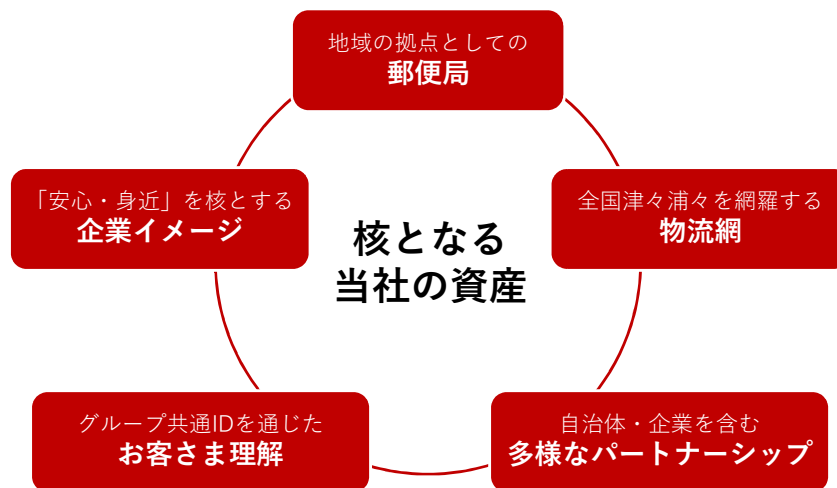 地域の拠点としての
郵便局
「安心・身近」を核とする
企業イメージ
全国津々浦々を網羅する
物流網
核となる
当社の資産
グループ共通IDを通じた
お客さま理解
自治体・企業を含む
多様なパートナーシップ